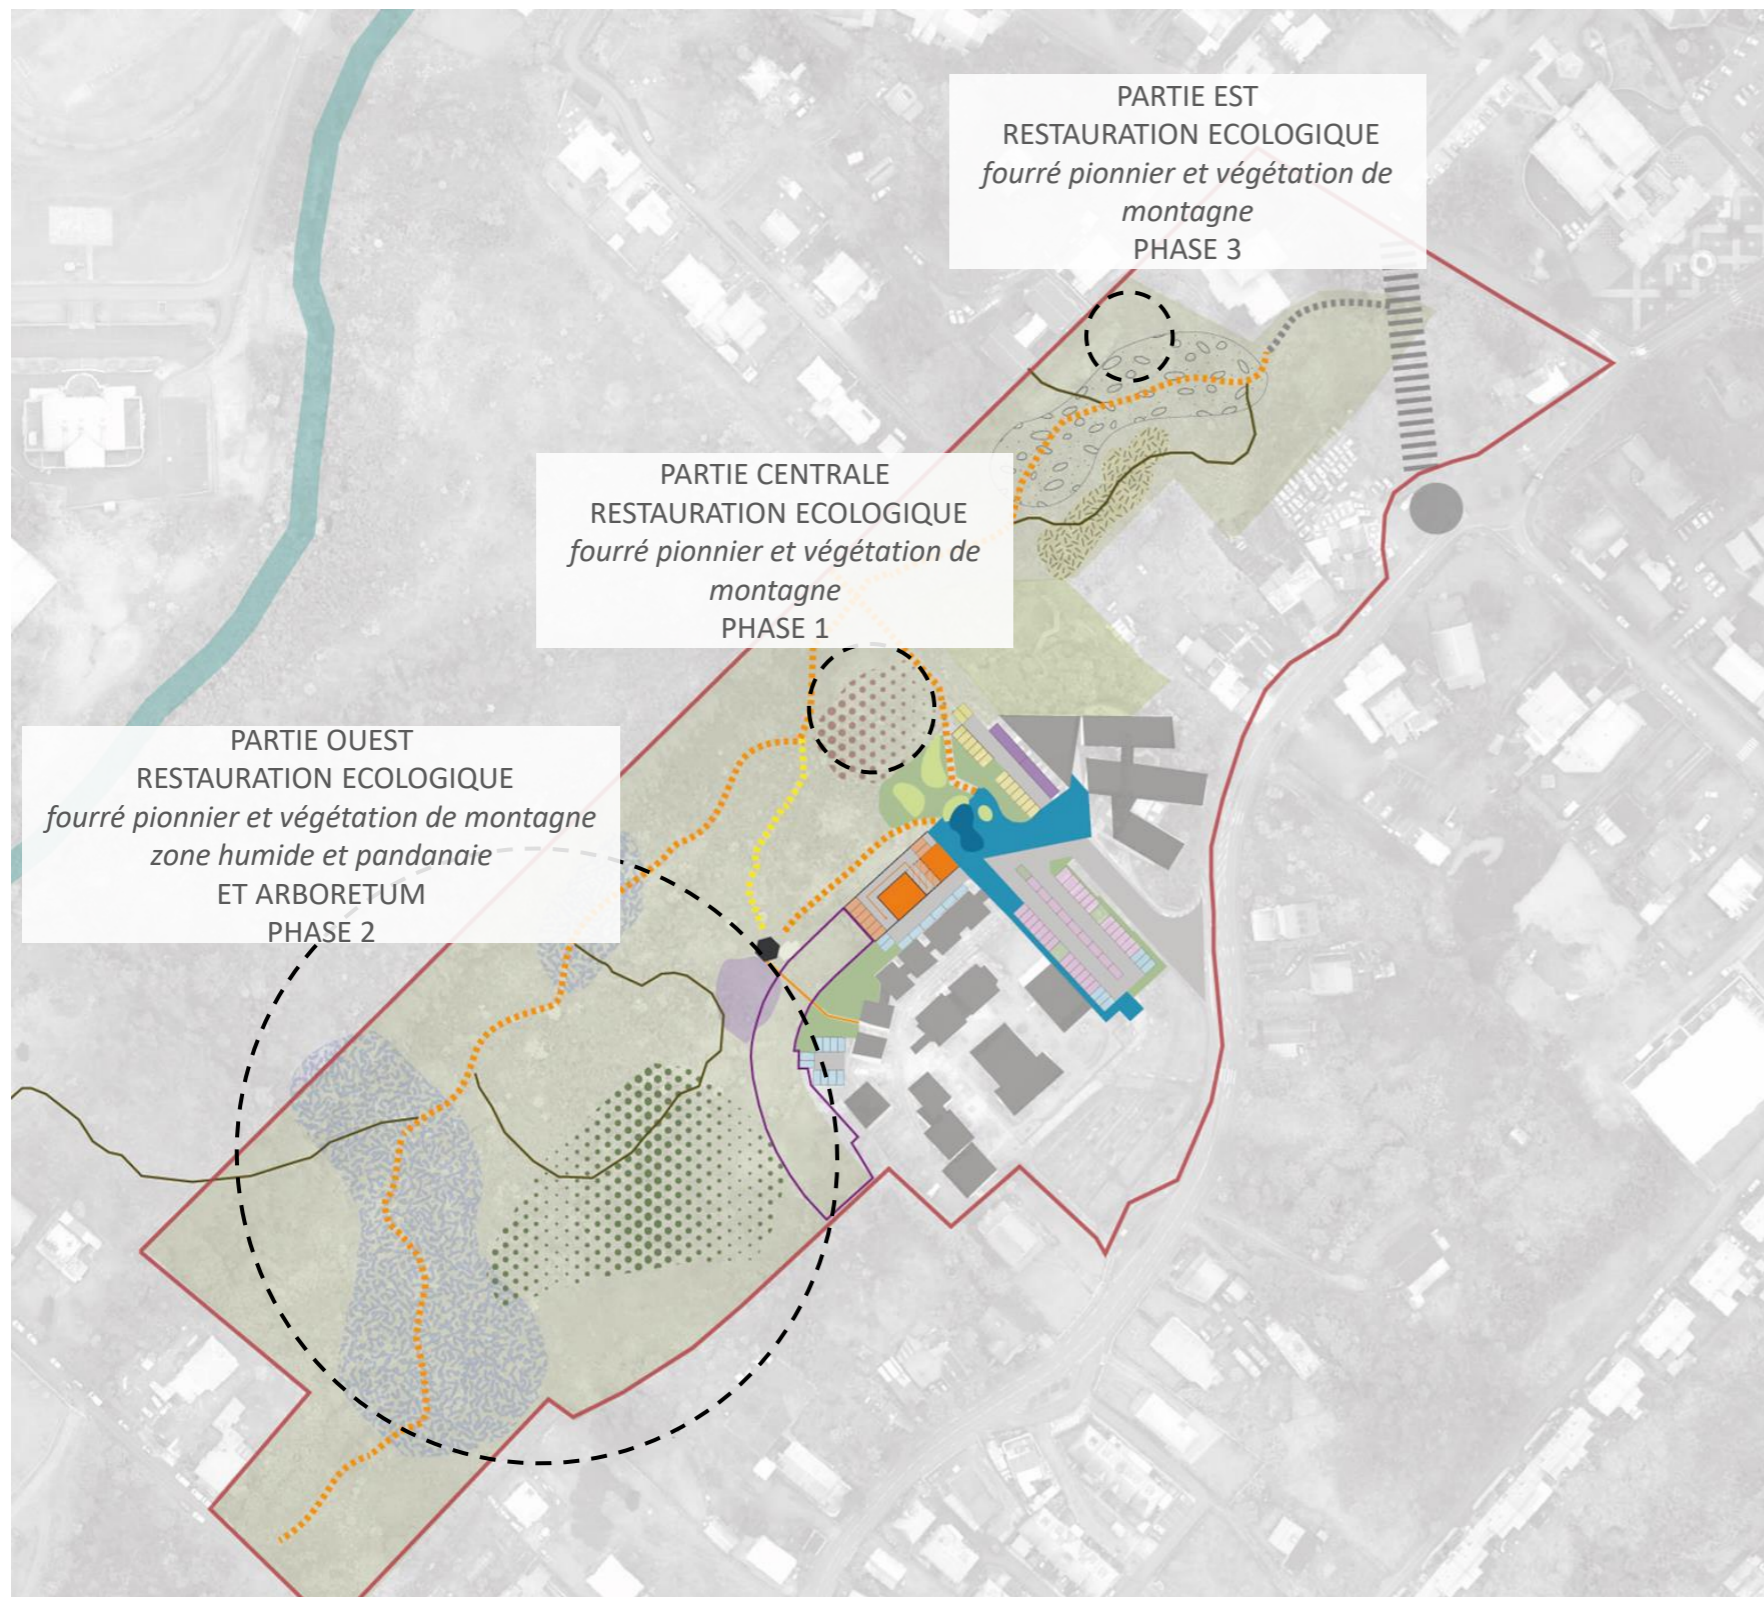 PARTIE EST
RESTAURATION ECOLOGIQUE
fourré pionnier et végétation de
montagne
PHASE 3
PARTIE CENTRALE
RESTAURATION ECOLOGIQUE
fourré pionnier et végétation de
montagne
PHASE 1
PARTIE OUEST
RESTAURATION ECOLOGIQUE
fourré pionnier et végétation de montagne
zone humide et pandanaie
ET ARBORETUM
PHASE 2